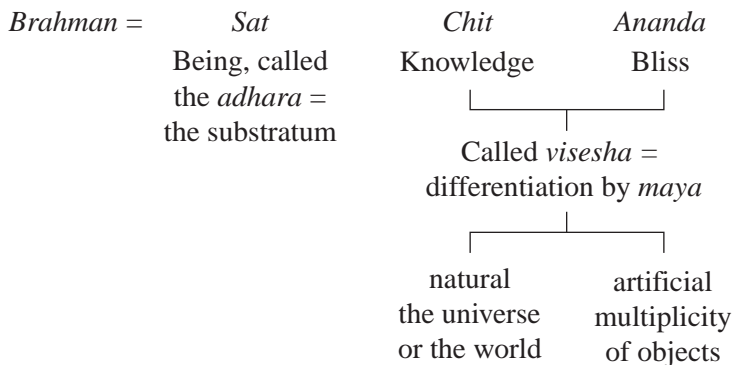 Brahman = Sat Chit Ananda
Being, called Knowledge Bliss
the adhara =
the substratum
Called visesha =
differentiation by maya
natural artificial
the universe multiplicity
or the world of objects